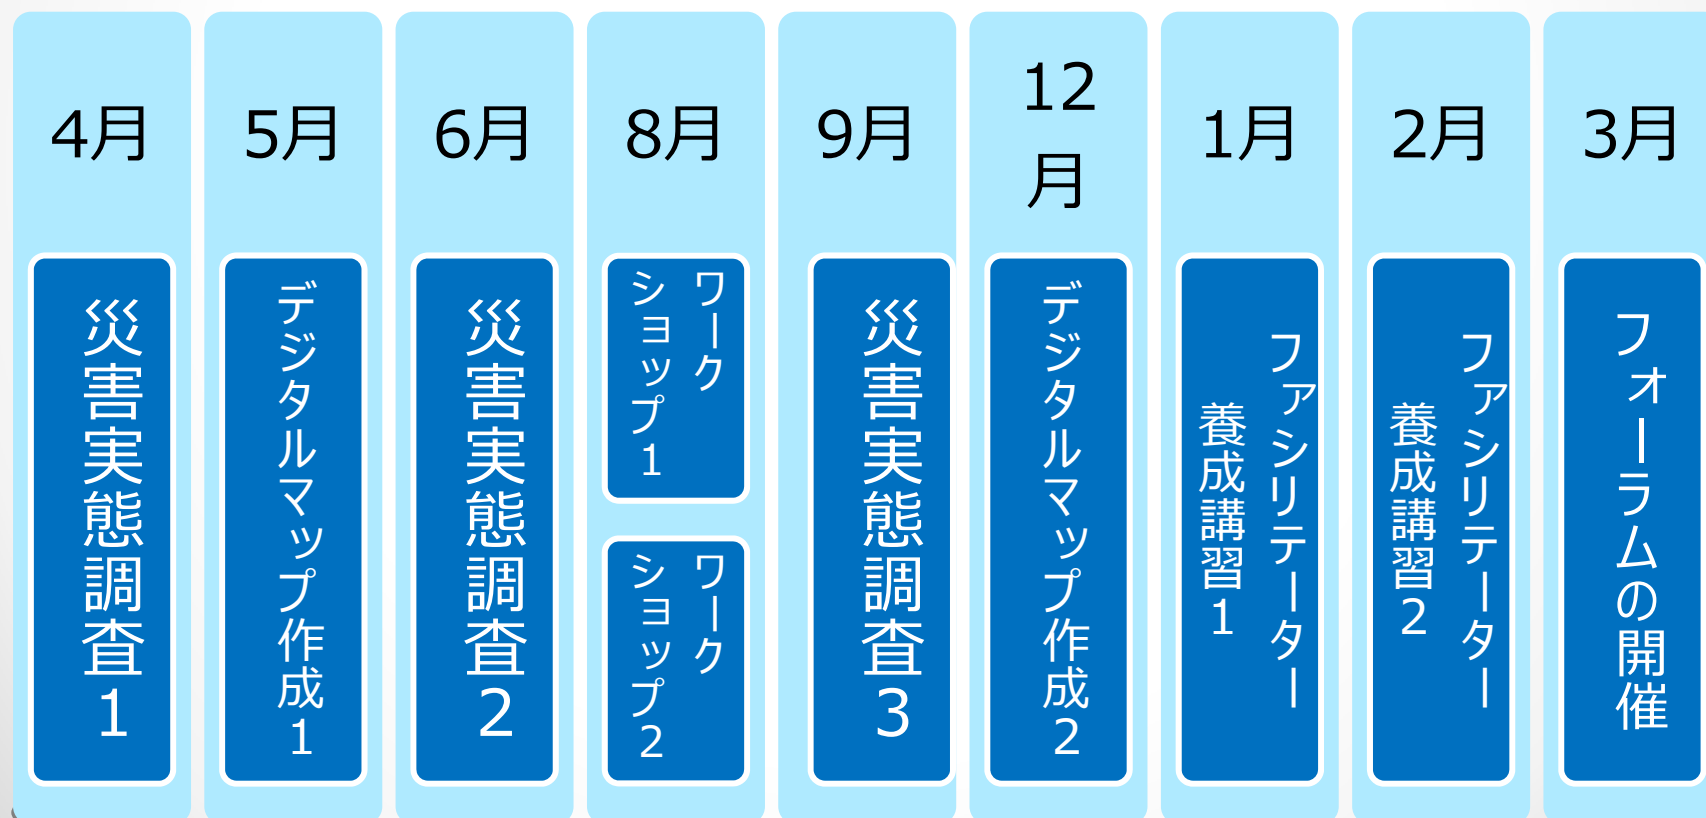 4月
災害実態調査1
5月
デジタルマップ作成1
6月
災害実態調査2
8月
ワーク
ショップ1
ワーク
ショップ2
9月
災害実態調査3
12
月
デジタルマップ作成2
1月
ファシリテーター
養成講習1
2月
ファシリテーター
養成講習2
3月
フォーラムの開催